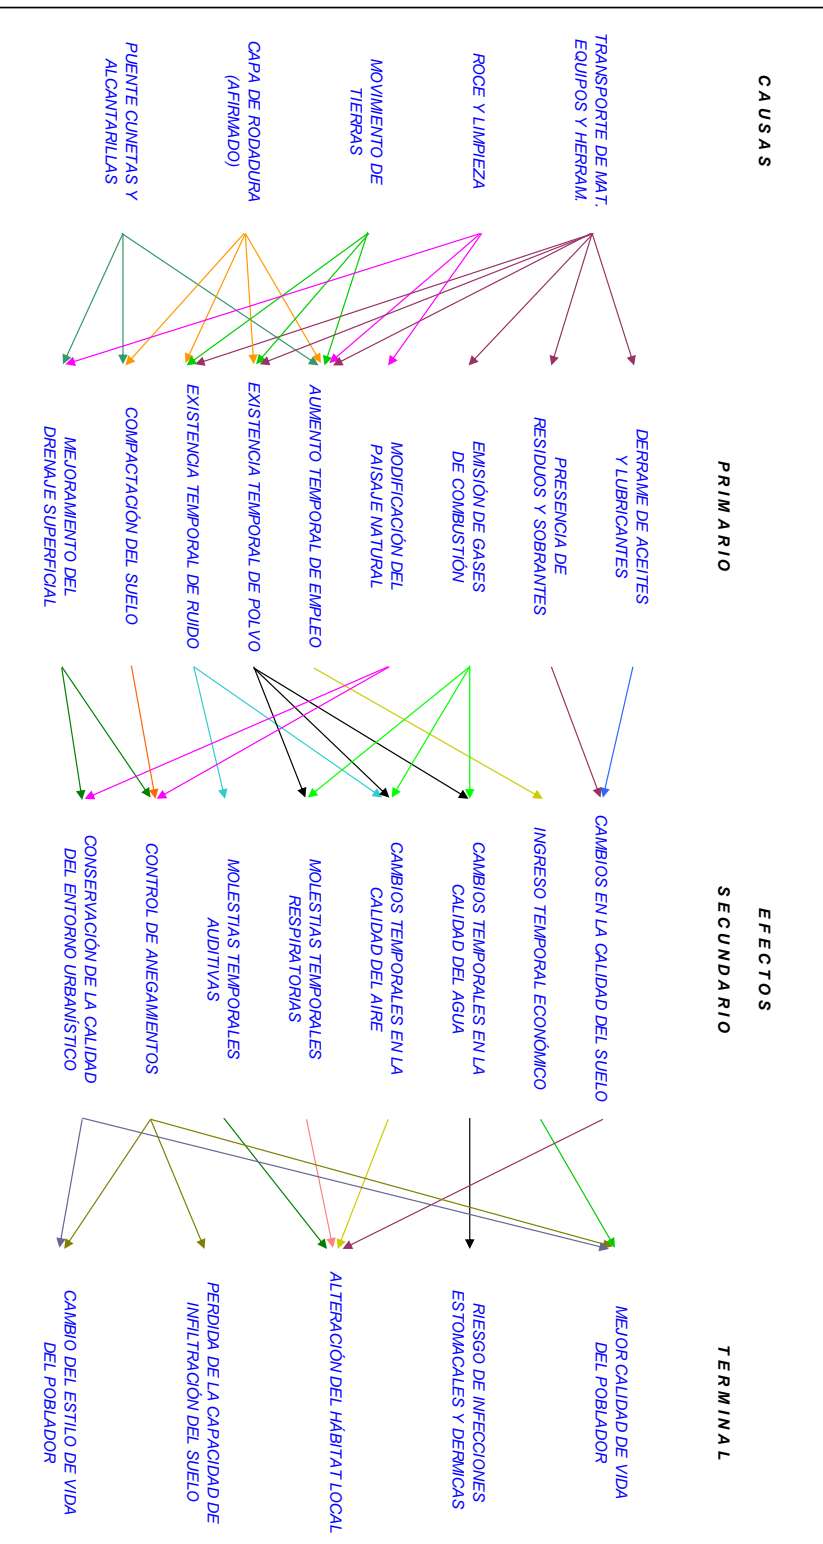 CAUSAS
EFECTOS
PRIMARIO
SECUNDARIO
TERMINAL
TRANSPORTE DE MAT.
EQUIPOS Y HERRAM.
ROCE Y LIMPIEZA
MOVIMIENTO DE
TIERRAS
CAPA DE RODADURA
(AFIRMADO)
PUENTE CUNETAS Y
ALCANTARILLAS
DERRAME DE ACEITES
Y LUBRICANTES
PRESENCIA DE
RESIDUOS Y SOBRANTES
EMISIÓN DE GASES
DE COMBUSTIÓN
MODIFICACIÓN DEL
PAISAJE NATURAL
AUMENTO TEMPORAL DE EMPLEO
EXISTENCIA TEMPORAL DE POLVO
EXISTENCIA TEMPORAL DE RUIDO
COMPACTACIÓN DEL SUELO
MEJORAMIENTO DEL
DRENAJE SUPERFICIAL
CAMBIOS EN LA CALIDAD DEL SUELO
INGRESO TEMPORAL ECONÓMICO
CAMBIOS TEMPORALES EN LA
CALIDAD DEL AGUA
CAMBIOS TEMPORALES EN LA
CALIDAD DEL AIRE
MOLESTIAS TEMPORALES
RESPIRATORIAS
MOLESTIAS TEMPORALES
AUDITIVAS
CONTROL DE ANEGAMIENTOS
CONSERVACIÓN DE LA CALIDAD
DEL ENTORNO URBANÍSTICO
MEJOR CALIDAD DE VIDA
DEL POBLADOR
RIESGO DE INFECCIONES
ESTOMACALES Y DERMICAS
ALTERACIÓN DEL HÁBITAT LOCAL
PERDIDA DE LA CAPACIDAD DE
INFILTRACIÓN DEL SUELO
CAMBIO DEL ESTILO DE VIDA
DEL POBLADOR